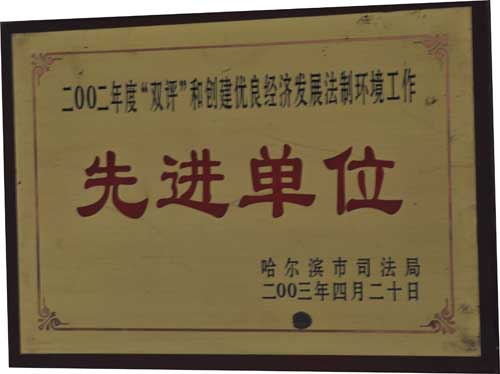 二00二年度“双评”和创建优良经济发展法制环境工作
先进单位
哈尔滨市司法局
二00三年四月二十日